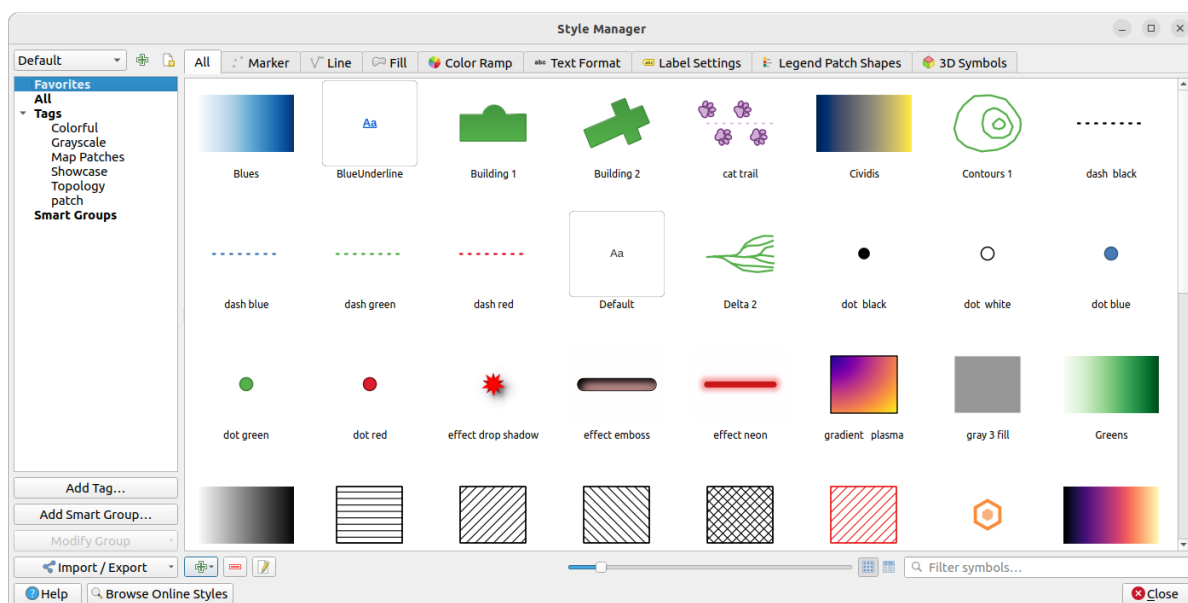 Style Manager
Default
All Marker Line Fill Color Ramp Text Format Label Settings Legend Patch Shapes 3D Symbols
Favorites
All
Tags
Colorful
Grayscale
Map Patches
Showcase
Topology
patch
Smart Groups
Aa
Blues BlueUnderline Building 1 Building 2 cat trail Cividis Contours 1 dash black
Aa
dash blue dash green dash red Default Delta 2 dot black dot white dot blue
dot green dot red effect drop shadow effect emboss effect neon gradient plasma gray 3 fill Greens
Add Tag...
Add Smart Group...
Modify Group
Import / Export
Filter symbols...
Help Browse Online Styles Close